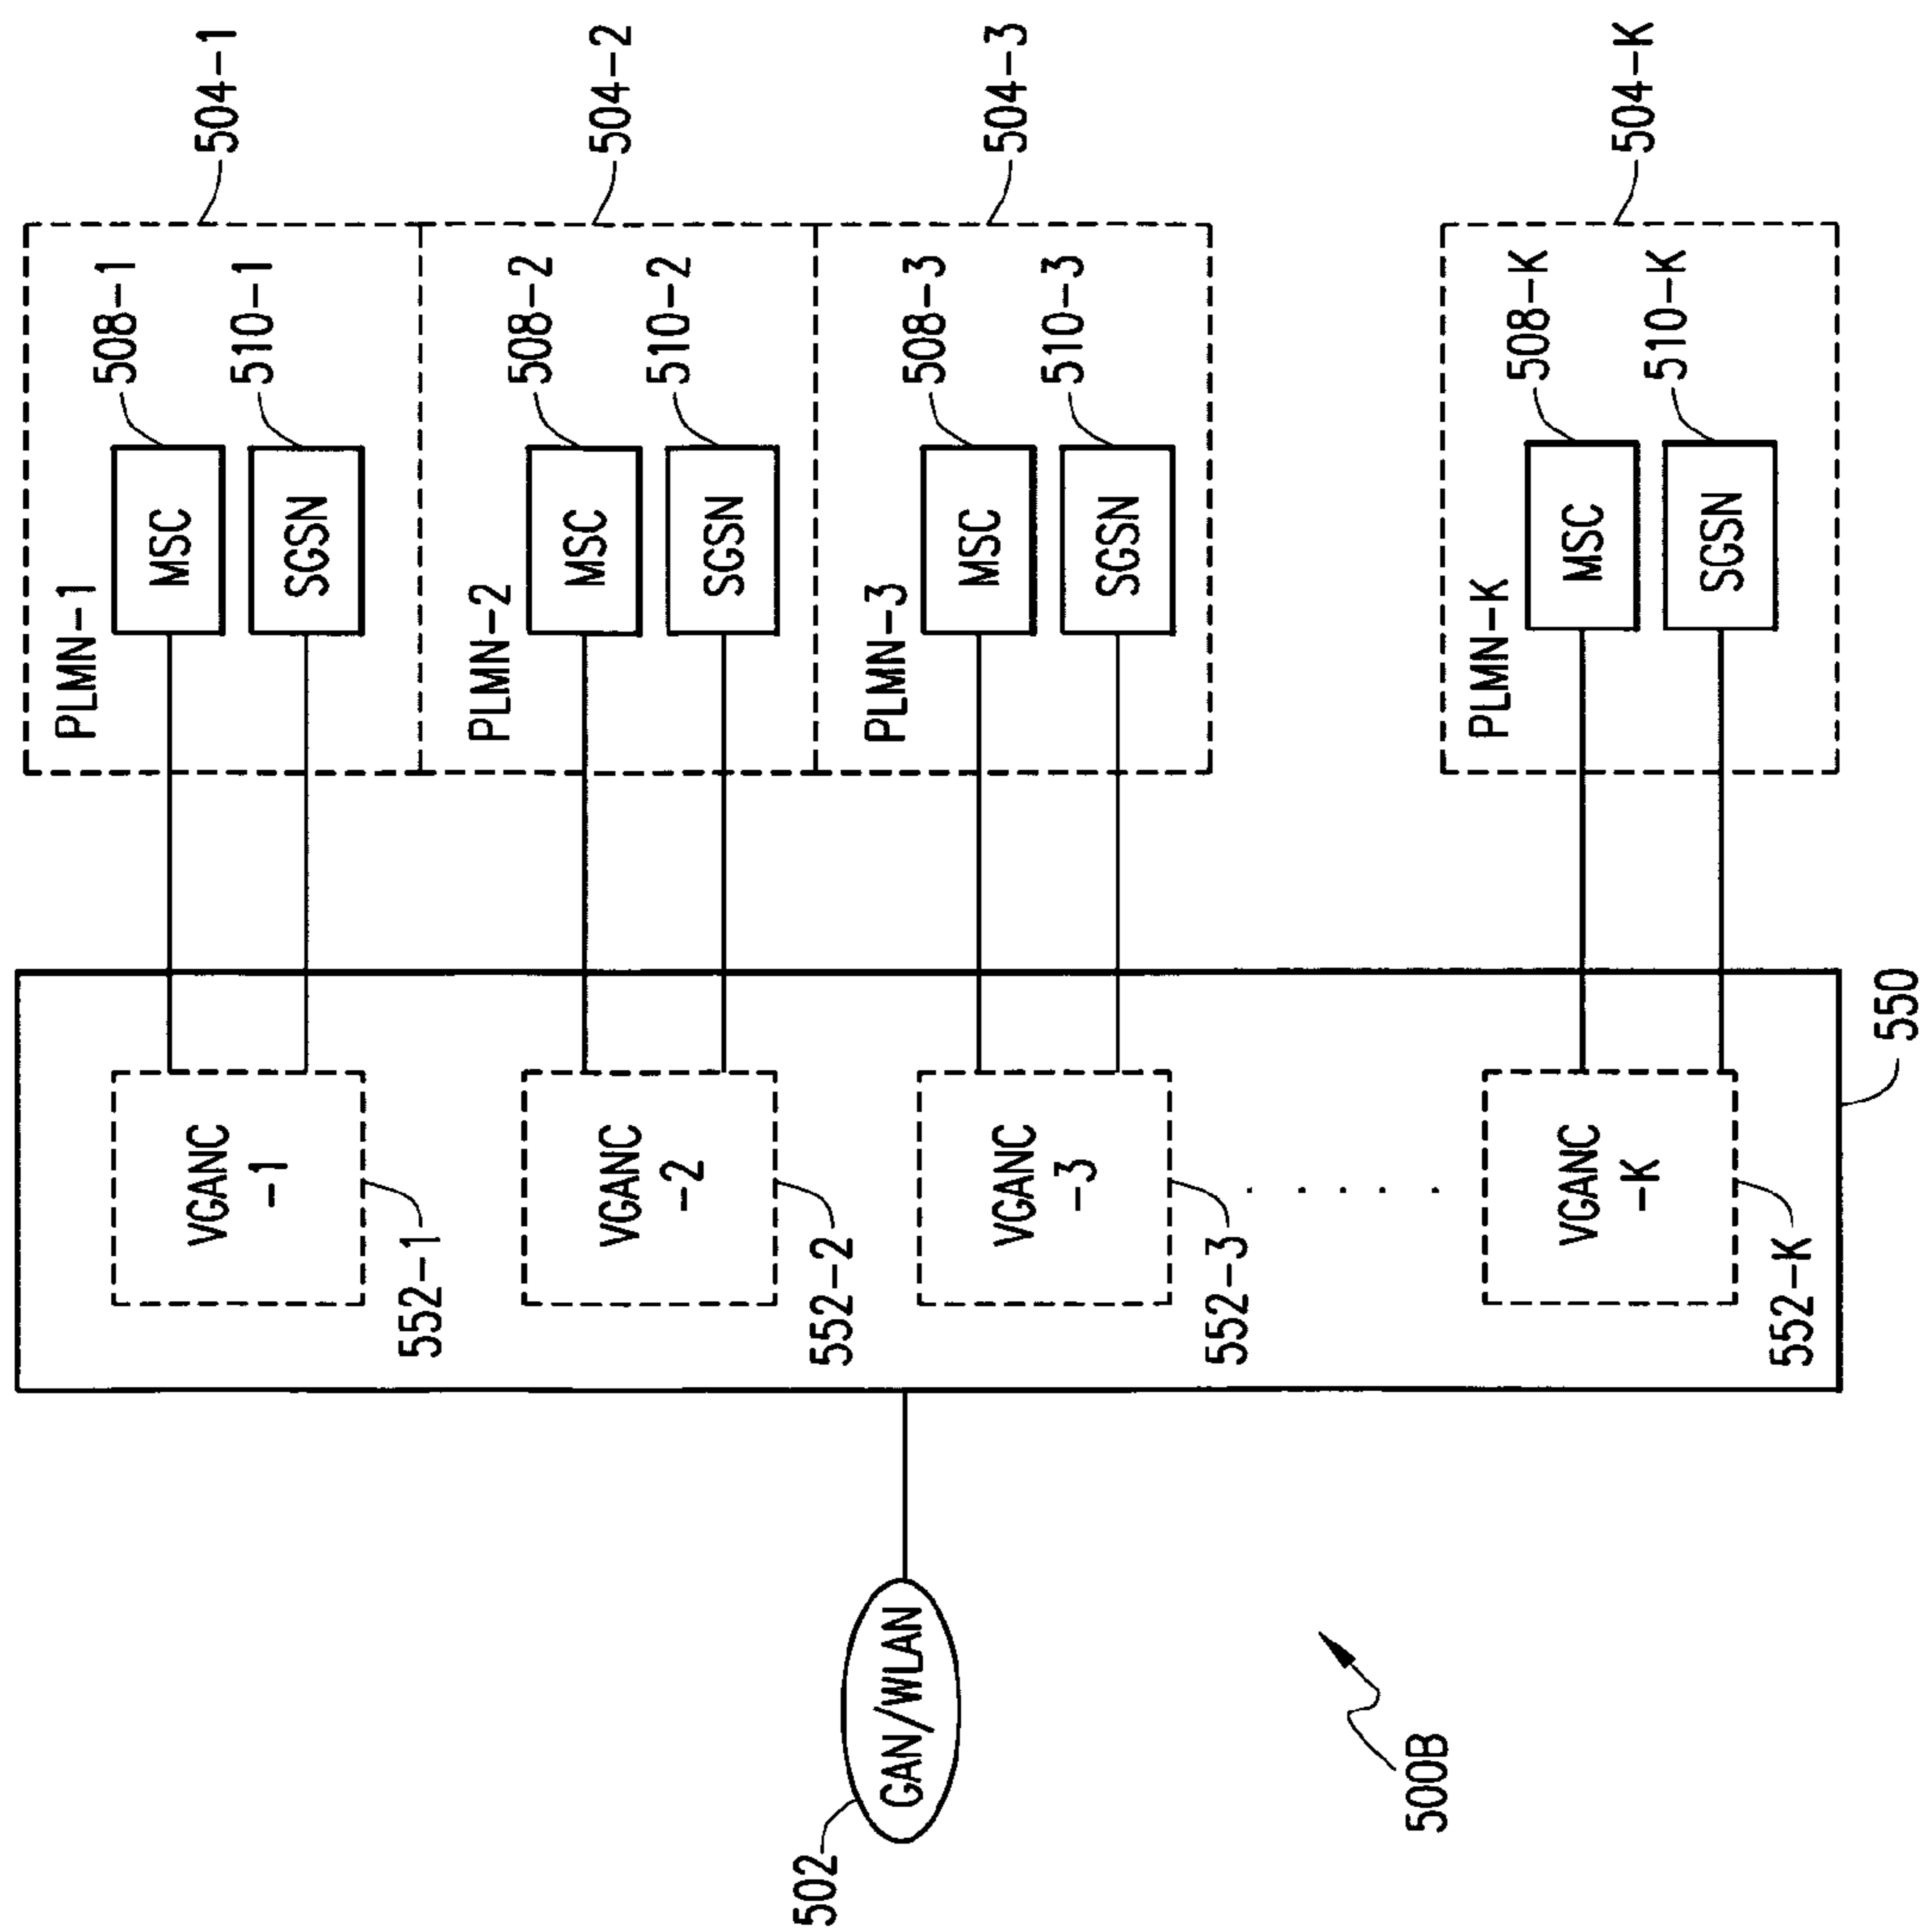 502
GAN/WLAN
500B
550
VGANC
-1
552-1
VGANC
-2
552-2
VGANC
-3
552-3
VGANC
-K
552-K
PLMN-1
MSC
508-1
SGSN
510-1
504-1
PLMN-2
MSC
508-2
SGSN
510-2
504-2
PLMN-3
MSC
508-3
SGSN
510-3
504-3
PLMN-K
MSC
508-K
SGSN
510-K
504-K